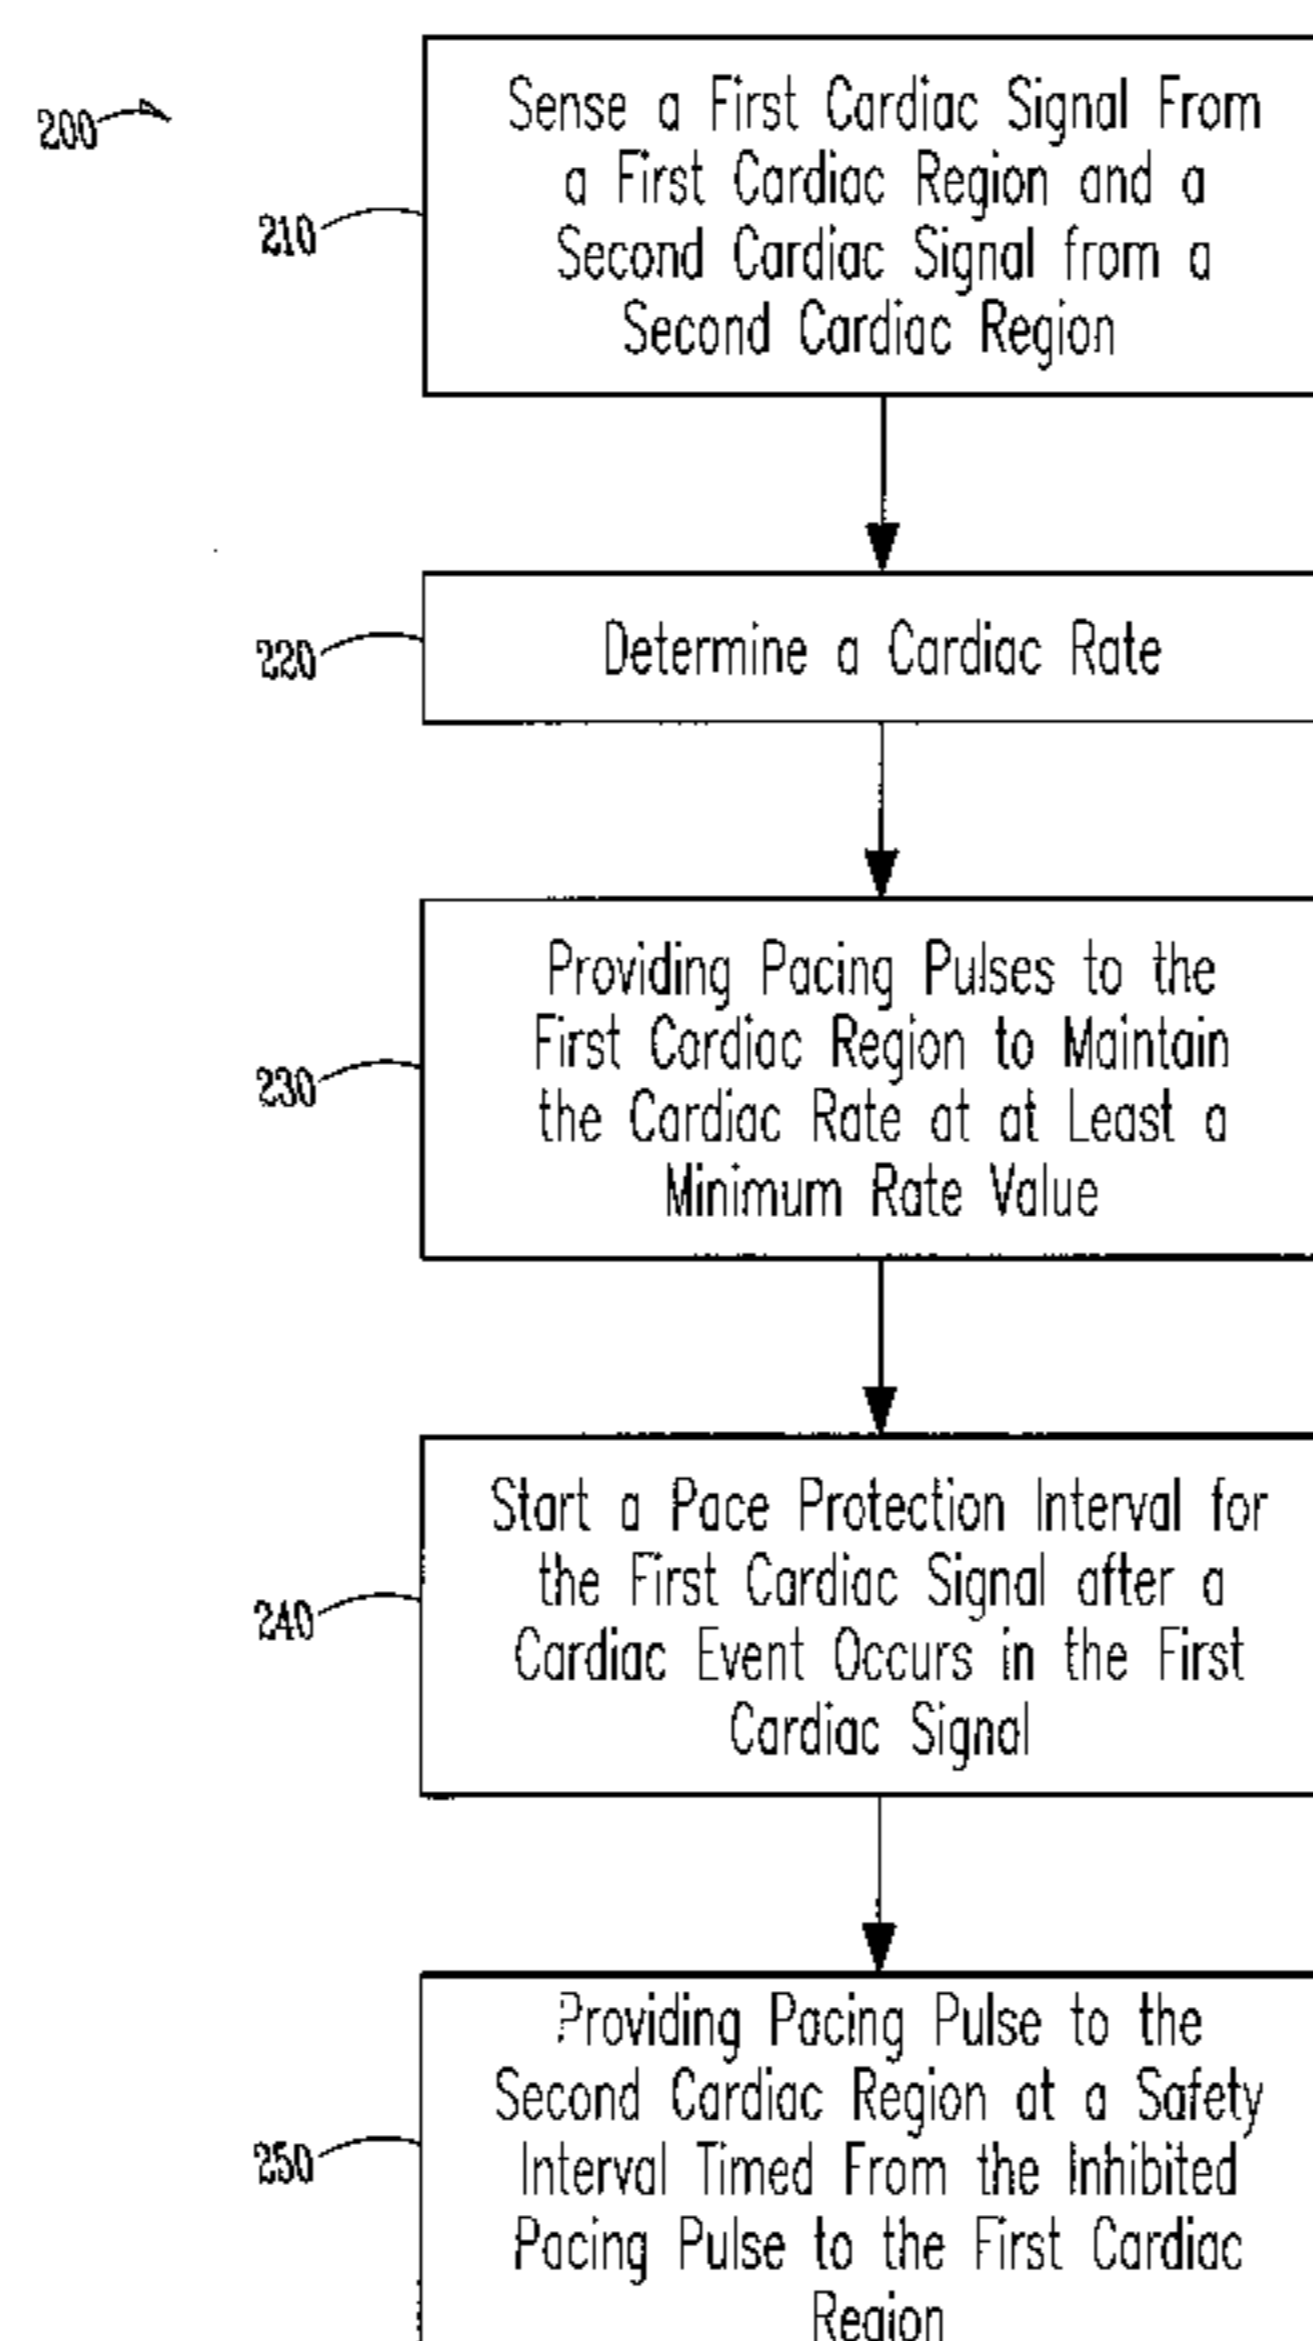 200
Sense a First Cardiac Signal From
a First Cardiac Region and a
Second Cardiac Signal from a
Second Cardiac Region
210
Determine a Cardiac Rate
220
Providing Pacing Pulses to the
First Cardiac Region to Maintain
the Cardiac Rate at at Least a
Minimum Rate Value
230
Start a Pace Protection Interval for
the First Cardiac Signal after a
Cardiac Event Occurs in the First
Cardiac Signal
240
Providing Pacing Pulse to the
Second Cardiac Region at a Safety
Interval Timed From the Inhibited
Pacing Pulse to the First Cardiac
Region
250